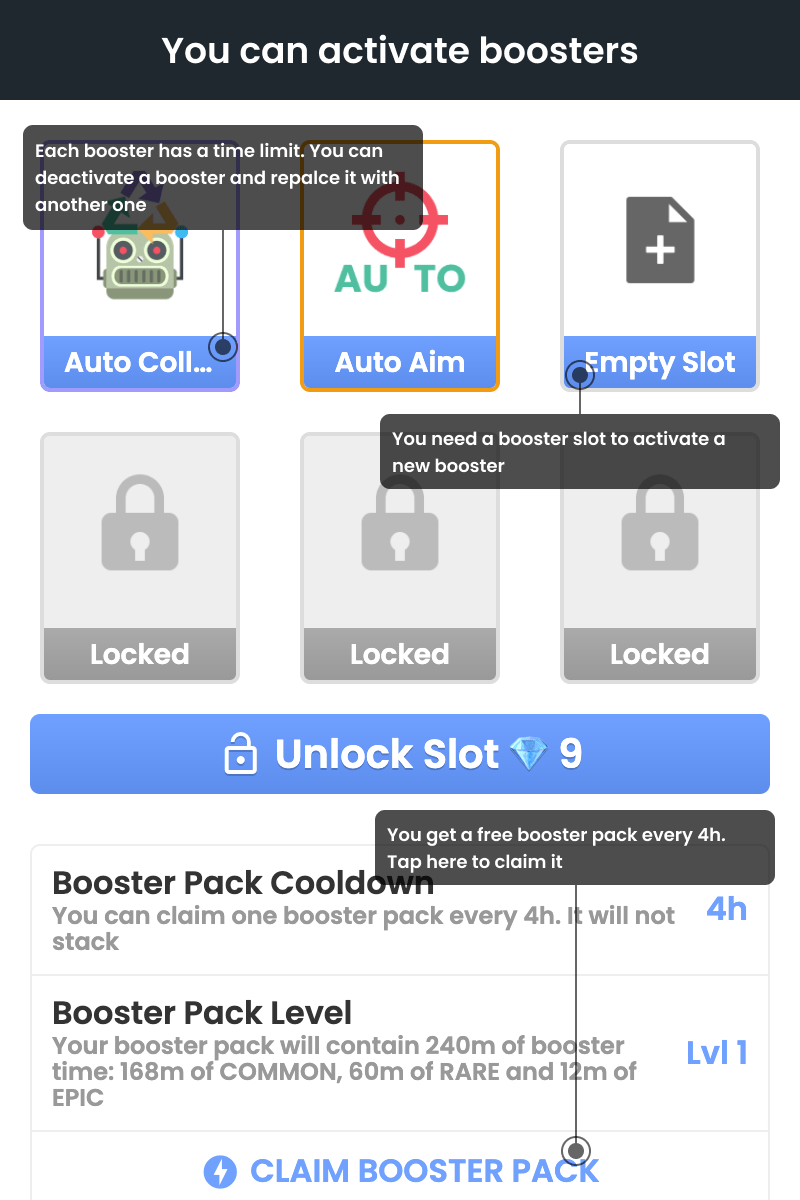 You can activate boosters
Each booster has a time limit. You can
deactivate a booster and repalce it with
another one
AU TO
Auto Coll...
Auto Aim
Empty Slot
You need a booster slot to activate a
new booster
Locked
Locked
Locked
Unlock Slot 💎 9
You get a free booster pack every 4h.
Tap here to claim it
Booster Pack Cooldown
You can claim one booster pack every 4h. It will not
stack
4h
Booster Pack Level
Your booster pack will contain 240m of booster
time: 168m of COMMON, 60m of RARE and 12m of
EPIC
Lvl 1
CLAIM BOOSTER PACK